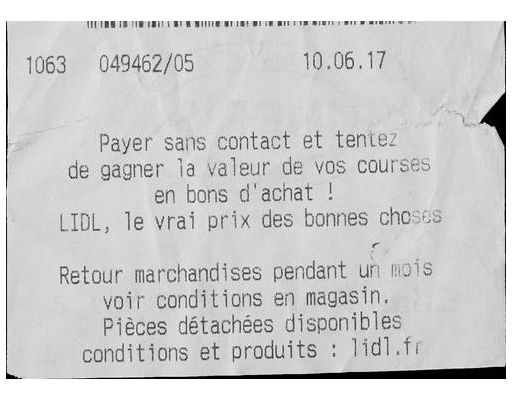 1063 049462/05 10.06.17
Payer sans contact et tentez
de gagner la valeur de vos courses
en bons d'achat !
LIDL, le vrai prix des bonnes choses
Retour marchandises pendant un mois
voir conditions en magasin.
Pièces détachées disponibles
conditions et produits : lidl.fr